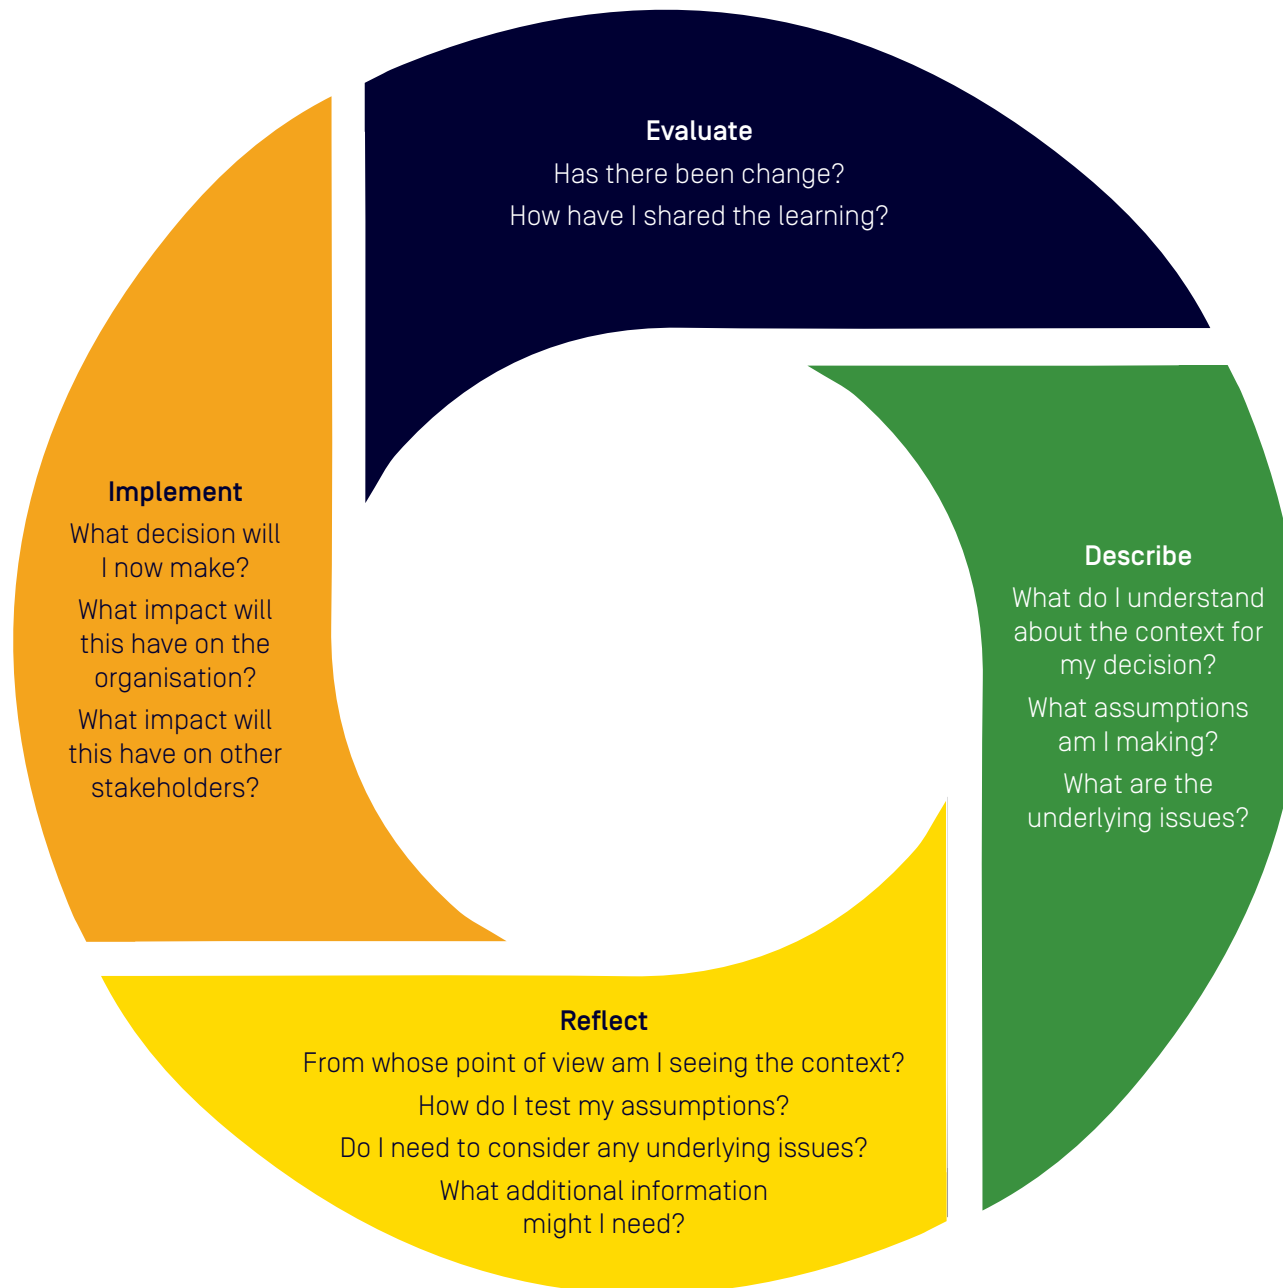 Evaluate
Has there been change?
How have I shared the learning?
Describe
What do I understand
about the context for
my decision?
What assumptions
am I making?
What are the
underlying issues?
Reflect
From whose point of view am I seeing the context?
How do I test my assumptions?
Do I need to consider any underlying issues?
What additional information
might I need?
Implement
What decision will
I now make?
What impact will
this have on the
organisation?
What impact will
this have on other
stakeholders?